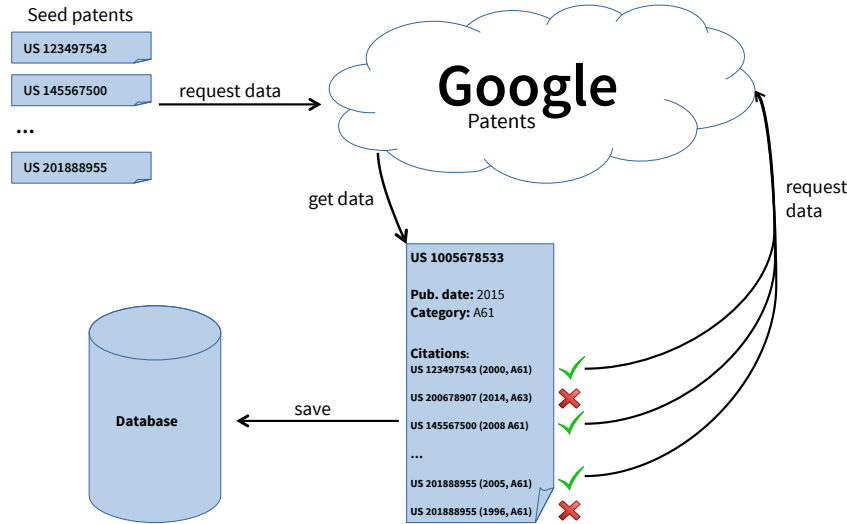 Seed patents
US 123497543
US 145567500
...
US 201888955
request data
Google
Patents
get data
request
data
US 1005678533
Pub. date: 2015
Category: A61
Citations:
US 123497543 (2000, A61)
US 200678907 (2014, A63)
US 145567500 (2008 A61)
...
US 201888955 (2005, A61)
US 201888955 (1996, A61)
save
Database